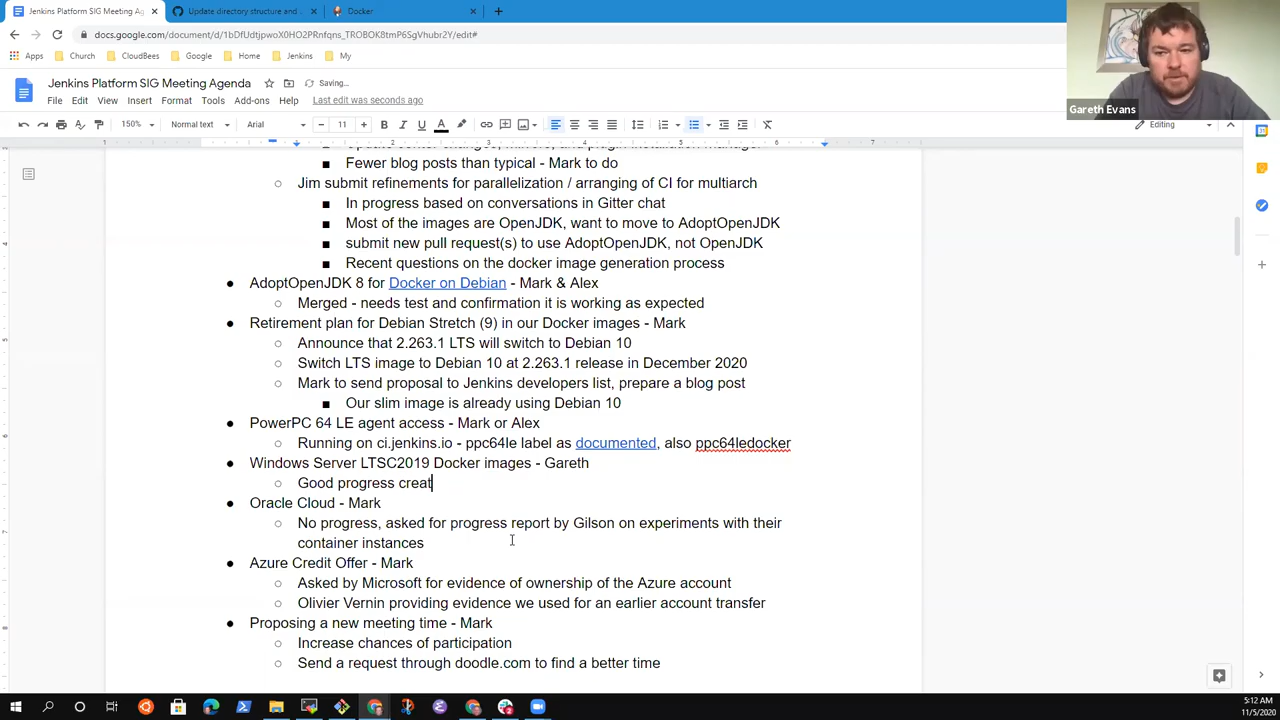 Jenkins Platform SIG Meeting Ag
Update directory structure and
Docker
docs.google.com/document/d/1bDfUdtjpwoX0HO2PRnfqns_TROBOK8tmP6SgVhubr2Y/edit#
Apps Church CloudBees Google Home Jenkins My
Jenkins Platform SIG Meeting Agenda Saving...
File Edit View Insert Format Tools Add-ons Help Last edit was seconds ago
150% Normal text Arial 11 Editing
Gareth Evans
1 2 3 4 5 6 7
Fewer blog posts than typical - Mark to do
Jim submit refinements for parallelization / arranging of CI for multiarch
In progress based on conversations in Gitter chat
Most of the images are OpenJDK, want to move to AdoptOpenJDK
submit new pull request(s) to use AdoptOpenJDK, not OpenJDK
Recent questions on the docker image generation process
AdoptOpenJDK 8 for Docker on Debian - Mark & Alex
Merged - needs test and confirmation it is working as expected
Retirement plan for Debian Stretch (9) in our Docker images - Mark
Announce that 2.263.1 LTS will switch to Debian 10
Switch LTS image to Debian 10 at 2.263.1 release in December 2020
Mark to send proposal to Jenkins developers list, prepare a blog post
Our slim image is already using Debian 10
PowerPC 64 LE agent access - Mark or Alex
Running on ci.jenkins.io - ppc64le label as documented, also ppc64ledocker
Windows Server LTSC2019 Docker images - Gareth
Good progress creat
Oracle Cloud - Mark
No progress, asked for progress report by Gilson on experiments with their
container instances
Azure Credit Offer - Mark
Asked by Microsoft for evidence of ownership of the Azure account
Olivier Vernin providing evidence we used for an earlier account transfer
Proposing a new meeting time - Mark
Increase chances of participation
Send a request through doodle.com to find a better time
5:12 AM
11/5/2020